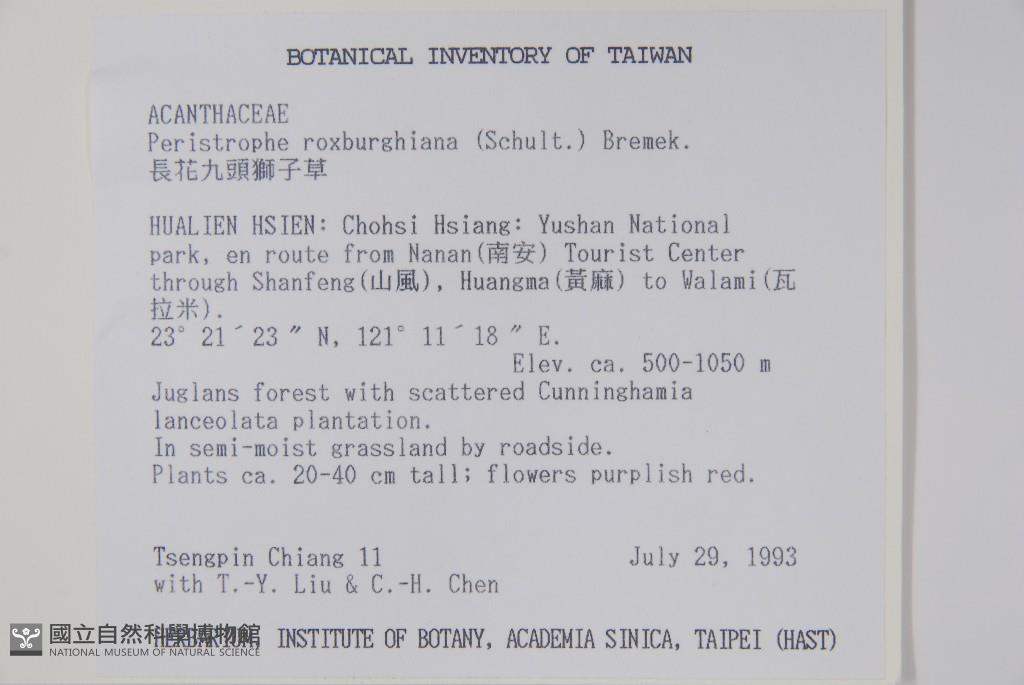 BOTANICAL INVENTORY OF TAIWAN
ACANTHACEAE
Peristrophe roxburghiana (Schult.) Bremek.
長花九頭獅子草
HUALIEN HSIEN: Chohsi Hsiang: Yushan National
park, en route from Nanan(南安) Tourist Center
through Shanfeng(山風), Huangma(黃麻) to Walami(瓦
拉米).
23° 21´23 ″ N, 121° 11´18 ″ E.
Elev. ca. 500-1050 m
Juglans forest with scattered Cunninghamia
lanceolata plantation.
In semi-moist grassland by roadside.
Plants ca. 20-40 cm tall; flowers purplish red.
Tsengpin Chiang 11 July 29, 1993
with T.-Y. Liu & C.-H. Chen
HERBARIUM, INSTITUTE OF BOTANY, ACADEMIA SINICA, TAIPEI (HAST)
國立自然科學博物館
NATIONAL MUSEUM OF NATURAL SCIENCE